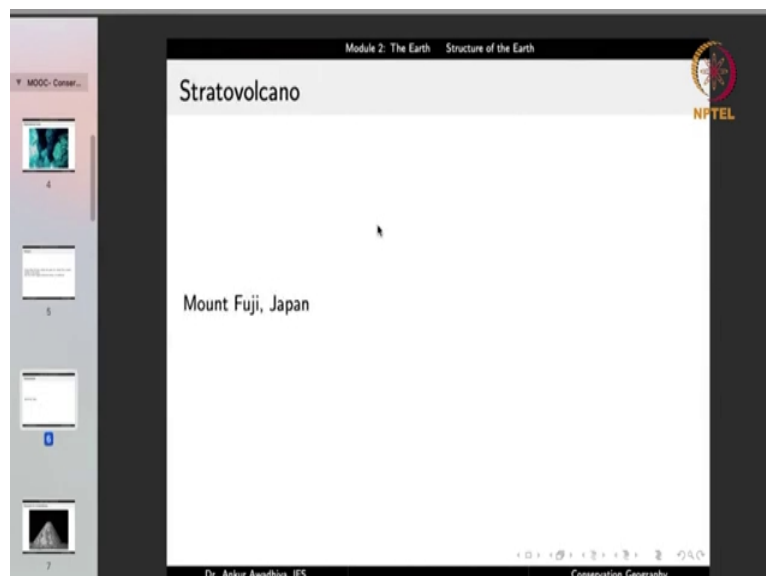 Module 2: The Earth Structure of the Earth
NPTEL
MOOC- Conser...
Stratovolcano
Mount Fuji, Japan
4
5
6
7
Dr. Ankur Awadhiya, IFS
Conservation Geography